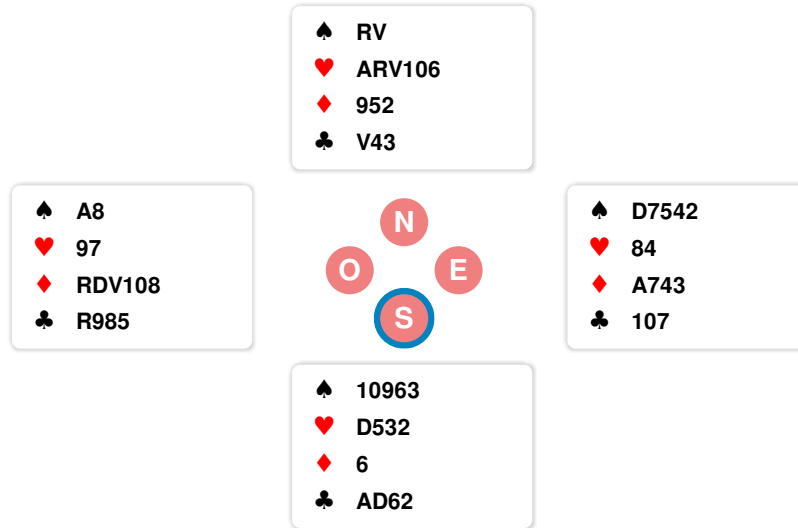 ♠ RV
♥ ARV106
♦ 952
♣ V43
♠ A8
♥ 97
♦ RDV108
♣ R985
N
O
E
S
♠ D7542
♥ 84
♦ A743
♣ 107
♠ 10963
♥ D532
♦ 6
♣ AD62